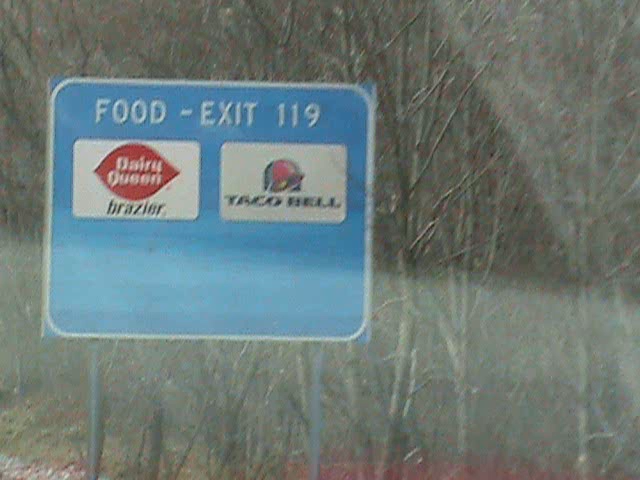 FOOD - EXIT 119
Dairy
Queen
brazier.
TACO BELL